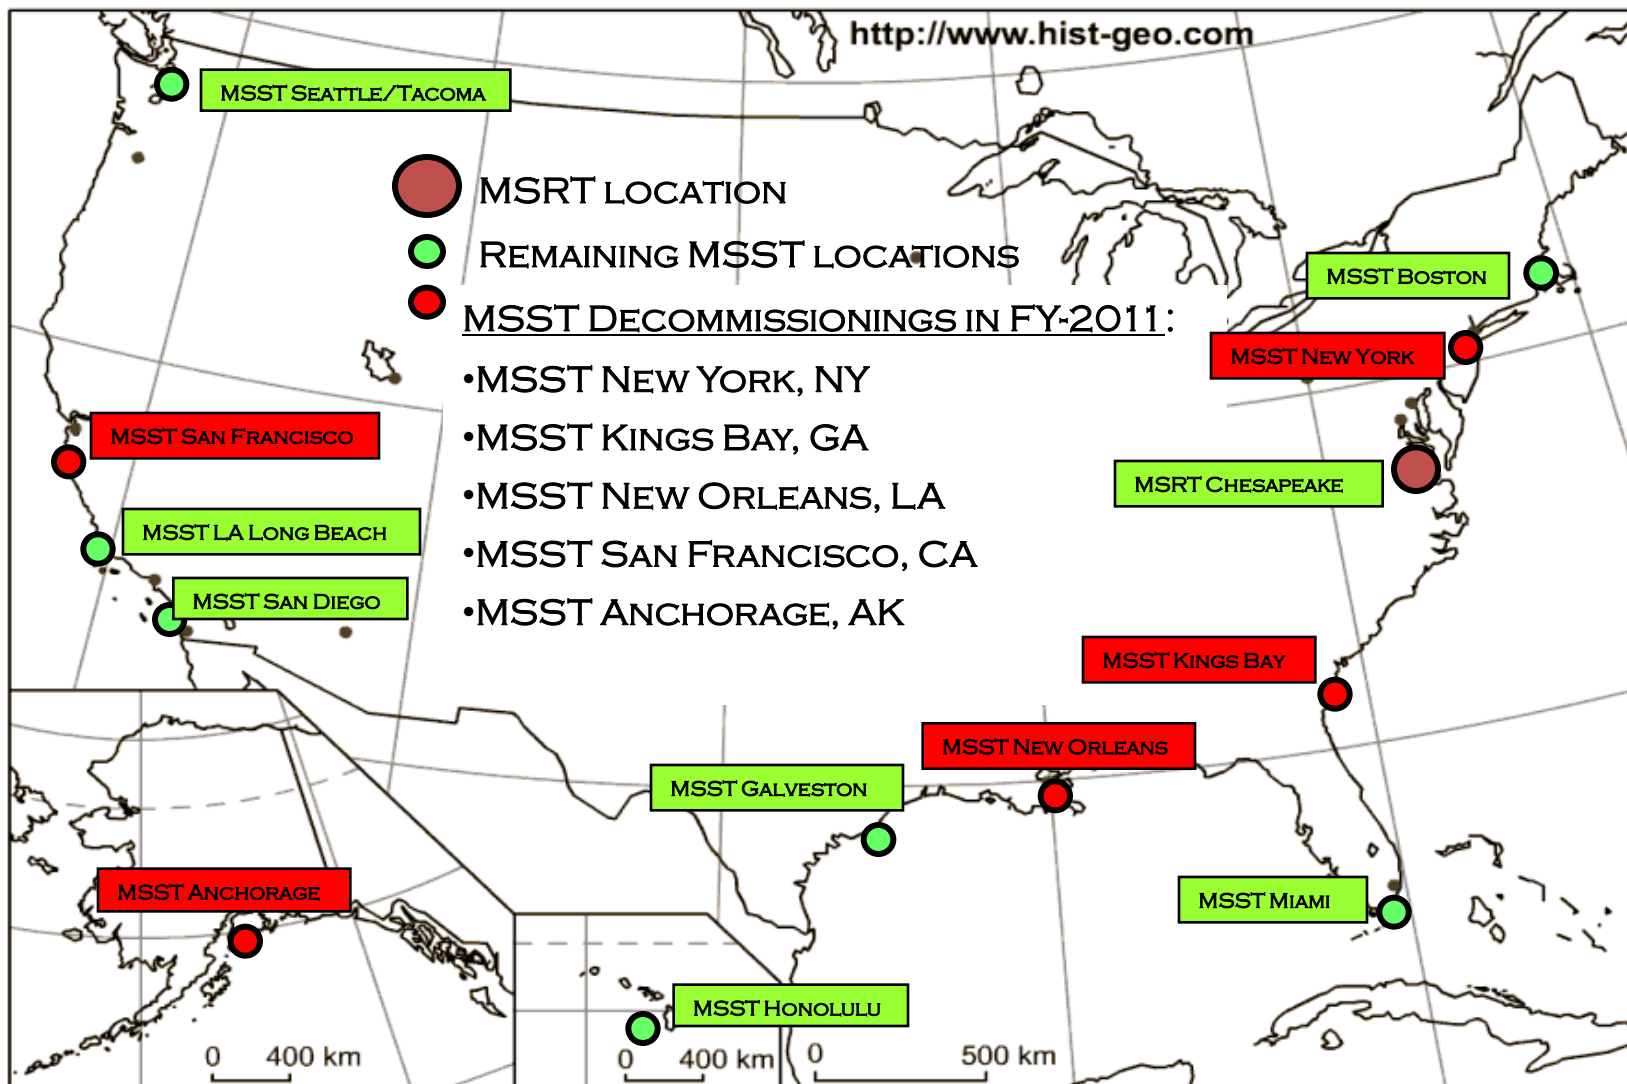 http://www.hist-geo.com
MSST Seattle/Tacoma
MSRT location
Remaining MSST locations
MSST Boston
MSST Decommissionings in FY-2011:
MSST New York
•MSST New York, NY
MSST San Francisco
•MSST Kings Bay, GA
MSRT Chesapeake
•MSST New Orleans, LA
MSST LA Long Beach
•MSST San Francisco, CA
MSST San Diego
•MSST Anchorage, AK
MSST Kings Bay
MSST New Orleans
MSST Galveston
MSST Anchorage
MSST Miami
MSST Honolulu
0 400 km
0 400 km
0 500 km